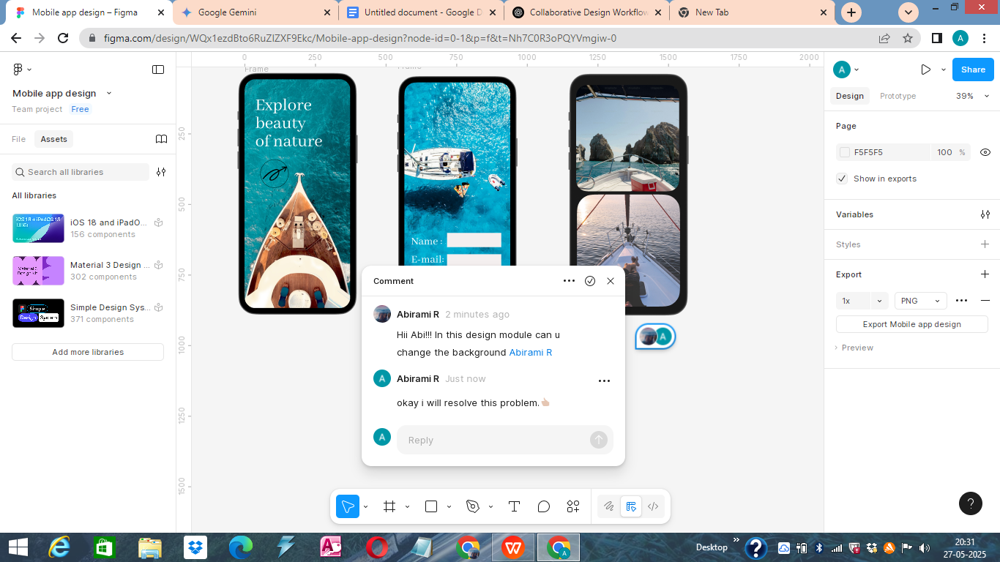 Mobile app design – Figma
Google Gemini
Untitled document - Google D
Collaborative Design Workflow
New Tab
figma.com/design/WQx1ezdBto6RuZlZXF9Ekc/Mobile-app-design?node-id=0-1&p=f&t=Nh7C0R3oPQYVmgiw-0
A
Mobile app design
Team project Free
File Assets
Search all libraries
All libraries
iOS 18 and iPadO...
156 components
Material 3 Design ...
302 components
Simple Design Sys...
371 components
Add more libraries
0 250 500 750 1000 1250 1500 1750 2000
250
500
750
1000
1250
1500
Frame
Frame
Explore
beauty
of nature
Name :
E-mail:
Comment
Abirami R 2 minutes ago
Hii Abi!!! In this design module can u
change the background Abirami R
A Abirami R Just now
okay i will resolve this problem.
A Reply
A
A Share
Design Prototype 39%
Page
F5F5F5 100 %
Show in exports
Variables
Styles
Export
1x PNG
Export Mobile app design
Preview
?
Desktop
20:31
27-05-2025